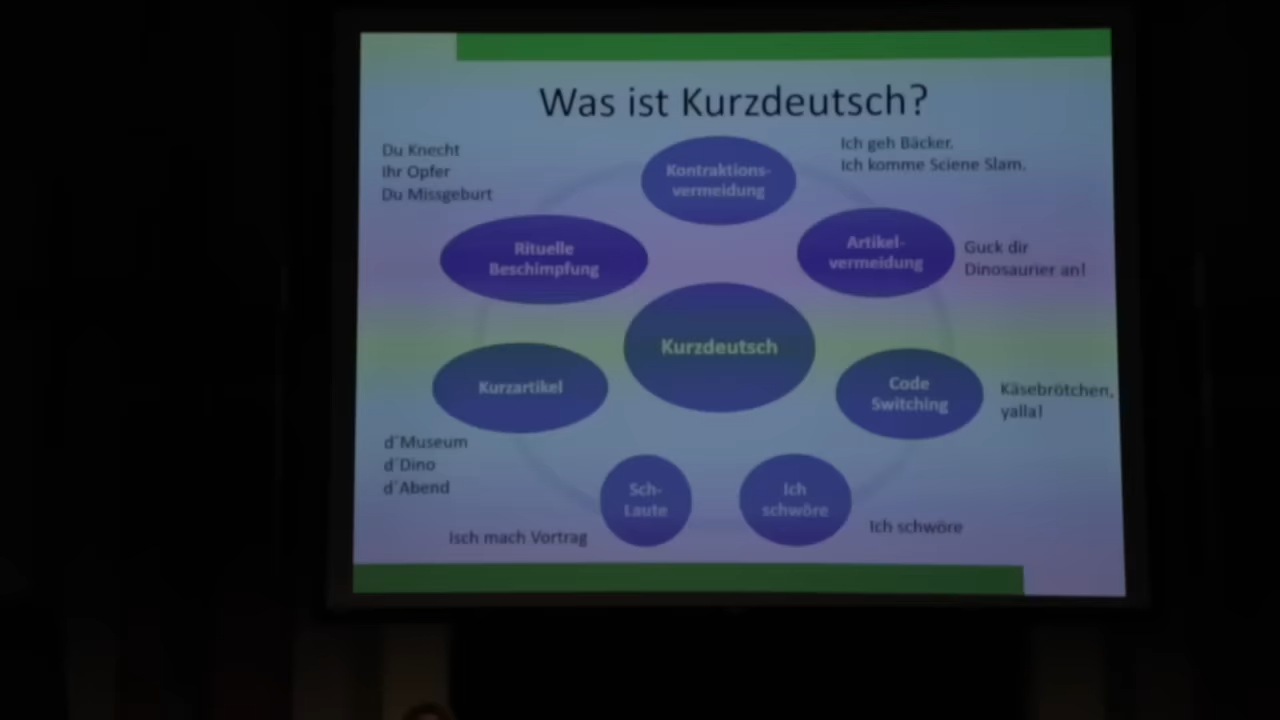 Was ist Kurzdeutsch?
Du Knecht
Ihr Opfer
Du Missgeburt
Kontraktions-
vermeidung
Ich geh Bäcker.
Ich komme Sciene Slam.
Rituelle
Beschimpfung
Artikel-
vermeidung
Guck dir
Dinosaurier an!
Kurzdeutsch
Kurzartikel
Code
Switching
Käsebrötchen,
yalla!
d´Museum
d´Dino
d´Abend
Sch-
Laute
Ich
schwöre
Isch mach Vortrag
Ich schwöre